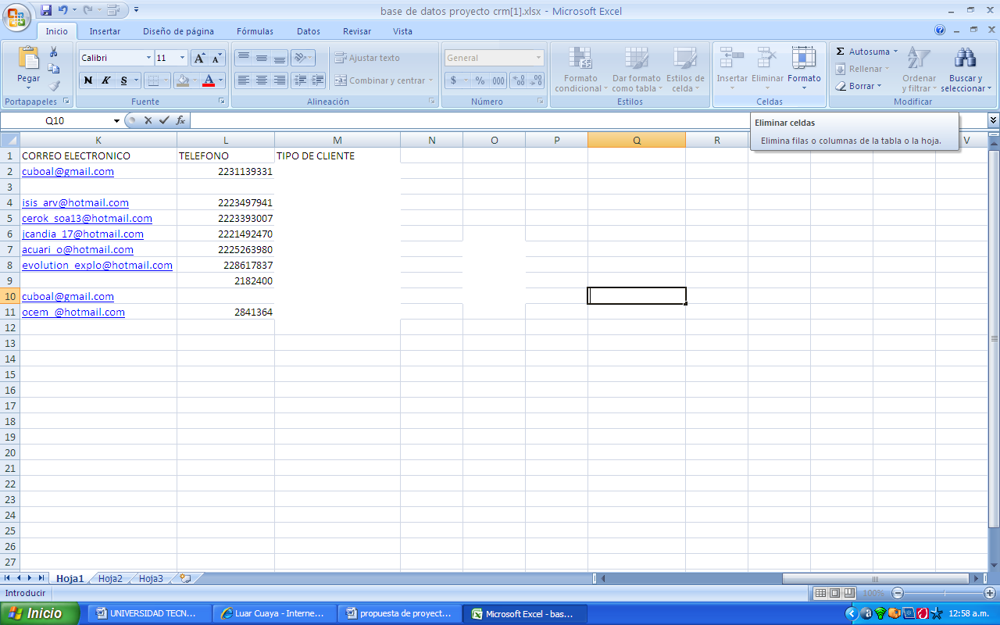 base de datos proyecto crm[1].xlsx - Microsoft Excel
Inicio Insertar Diseño de página Fórmulas Datos Revisar Vista
Pegar
Portapapeles
Calibri 11
N K S
Fuente
Ajustar texto
Combinar y centrar
Alineación
General
$ % 000
Número
Formato condicional
Dar formato como tabla
Estilos de celda
Estilos
Insertar Eliminar Formato
Celdas
Σ Autosuma
Rellenar
Borrar
Ordenar y filtrar
Buscar y seleccionar
Modificar
Q10 fx
Eliminar celdas
Elimina filas o columnas de la tabla o la hoja.
K L M N O P Q R V
1 CORREO ELECTRONICO TELEFONO TIPO DE CLIENTE
2 cuboal@gmail.com 2231139331
3
4 isis_arv@hotmail.com 2223497941
5 cerok_soa13@hotmail.com 2223393007
6 jcandia_17@hotmail.com 2221492470
7 acuari_o@hotmail.com 2225263980
8 evolution_explo@hotmail.com 228617837
9 2182400
10 cuboal@gmail.com
11 ocem_@hotmail.com 2841364
12
13
14
15
16
17
18
19
20
21
22
23
24
25
26
27
Hoja1 Hoja2 Hoja3
Introducir 100%
Inicio UNIVERSIDAD TECN... Luar Cuaya - Interne... propuesta de proyect... Microsoft Excel - bas... 12:58 a.m.